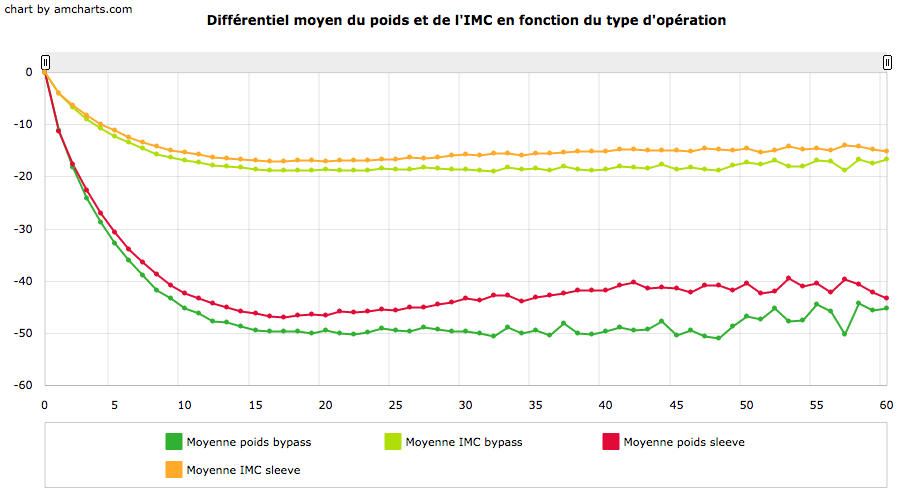 chart by amcharts.com
Différentiel moyen du poids et de l'IMC en fonction du type d'opération
0
-10
-20
-30
-40
-50
-60
0 5 10 15 20 25 30 35 40 45 50 55 60
Moyenne poids bypass Moyenne IMC bypass Moyenne poids sleeve
Moyenne IMC sleeve